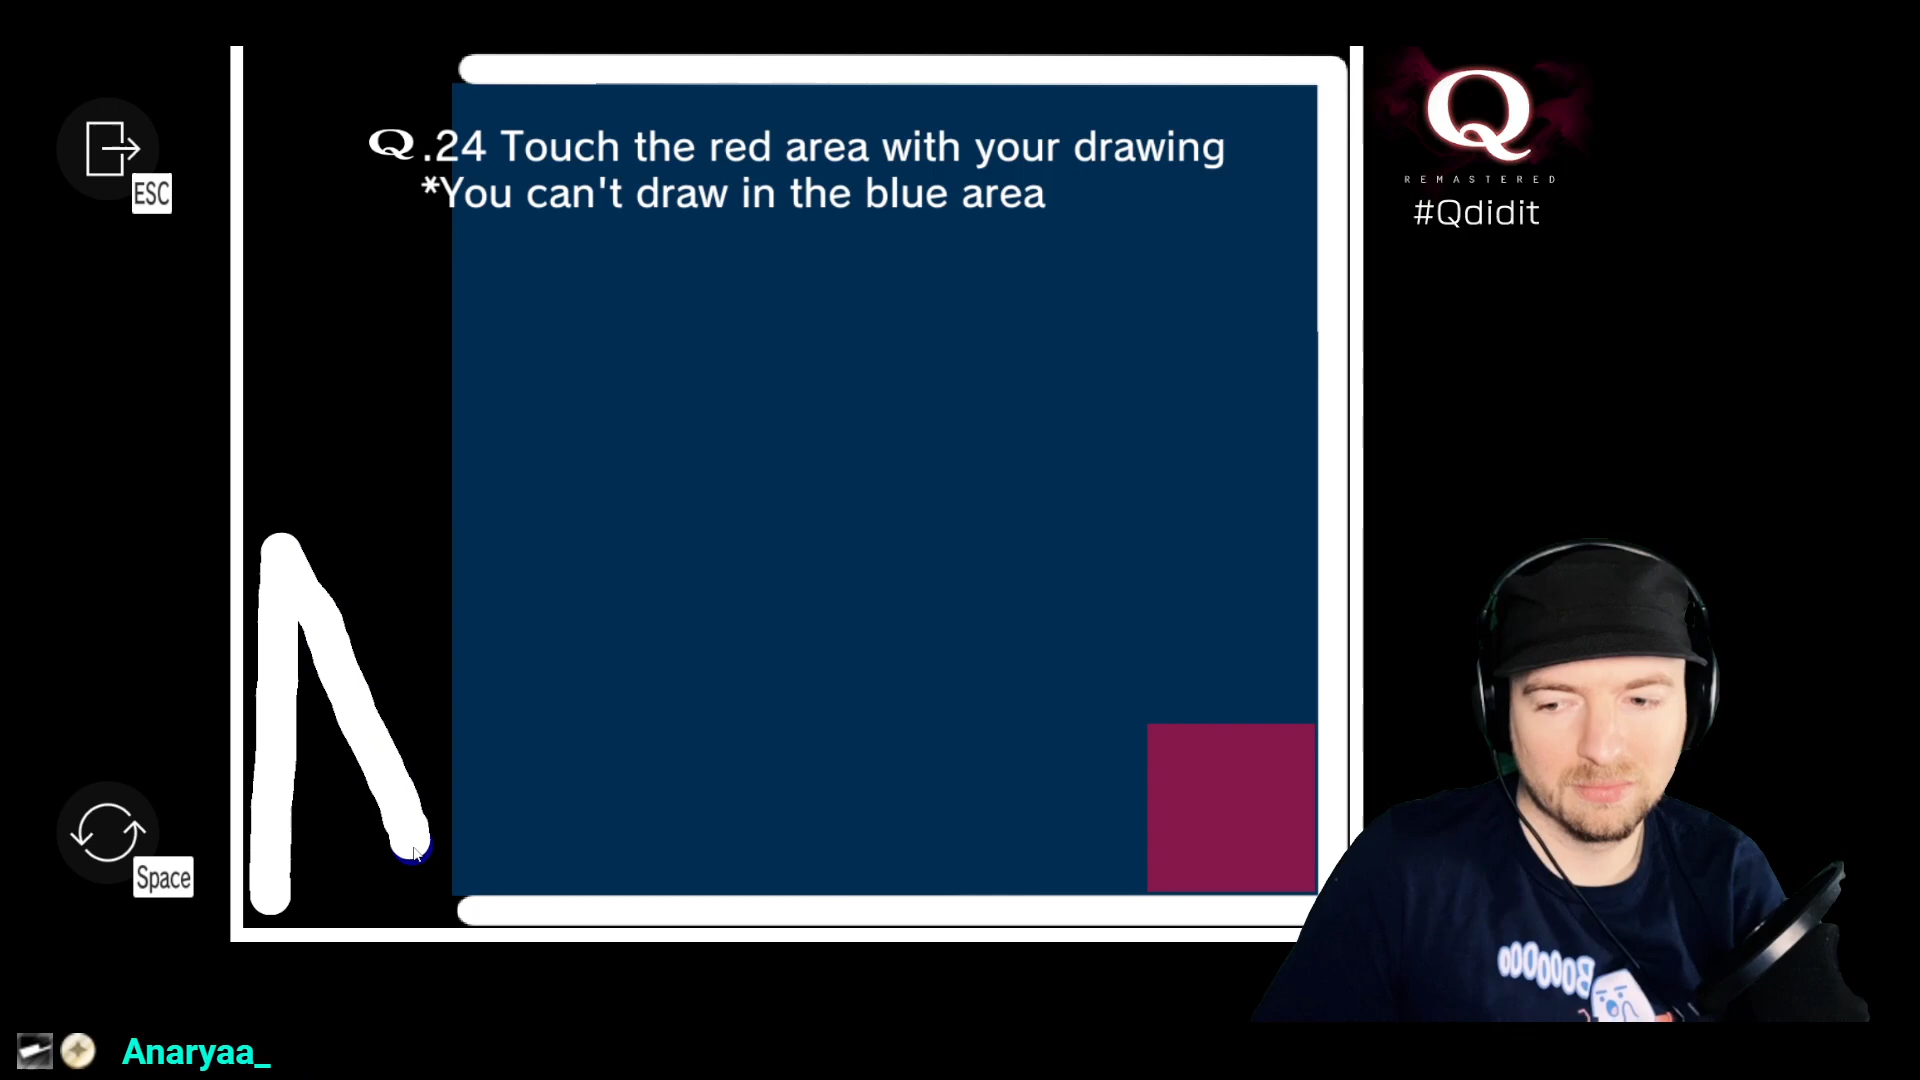 Q.24 Touch the red area with your drawing
*You can't draw in the blue area
ESC
Q
REMASTERED
#Qdidit
Space
Booooooo
Anaryaa_